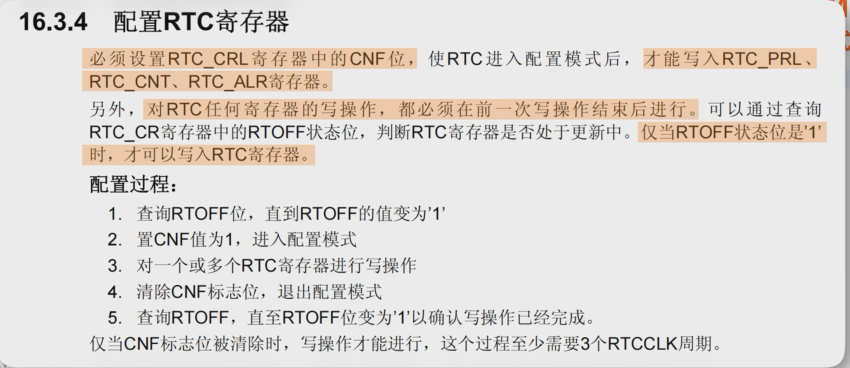 16.3.4 配置RTC寄存器
必须设置RTC_CRL寄存器中的CNF位，使RTC进入配置模式后，才能写入RTC_PRL、
RTC_CNT、RTC_ALR寄存器。
另外，对RTC任何寄存器的写操作，都必须在前一次写操作结束后进行。可以通过查询
RTC_CR寄存器中的RTOFF状态位，判断RTC寄存器是否处于更新中。仅当RTOFF状态位是'1'
时，才可以写入RTC寄存器。
配置过程：
1. 查询RTOFF位，直到RTOFF的值变为'1'
2. 置CNF值为1，进入配置模式
3. 对一个或多个RTC寄存器进行写操作
4. 清除CNF标志位，退出配置模式
5. 查询RTOFF，直至RTOFF位变为'1'以确认写操作已经完成。
仅当CNF标志位被清除时，写操作才能进行，这个过程至少需要3个RTCCLK周期。